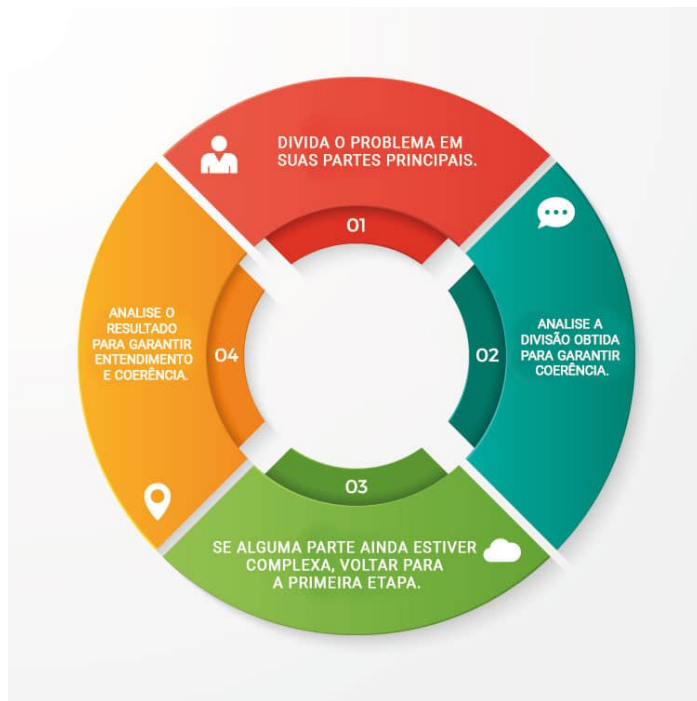 DIVIDA O PROBLEMA EM
SUAS PARTES PRINCIPAIS.
01
ANALISE A
DIVISÃO OBTIDA
PARA GARANTIR
COERÊNCIA.
02
SE ALGUMA PARTE AINDA ESTIVER
COMPLEXA, VOLTAR PARA
A PRIMEIRA ETAPA.
03
ANALISE O
RESULTADO
PARA GARANTIR
ENTENDIMENTO
E COERÊNCIA.
04